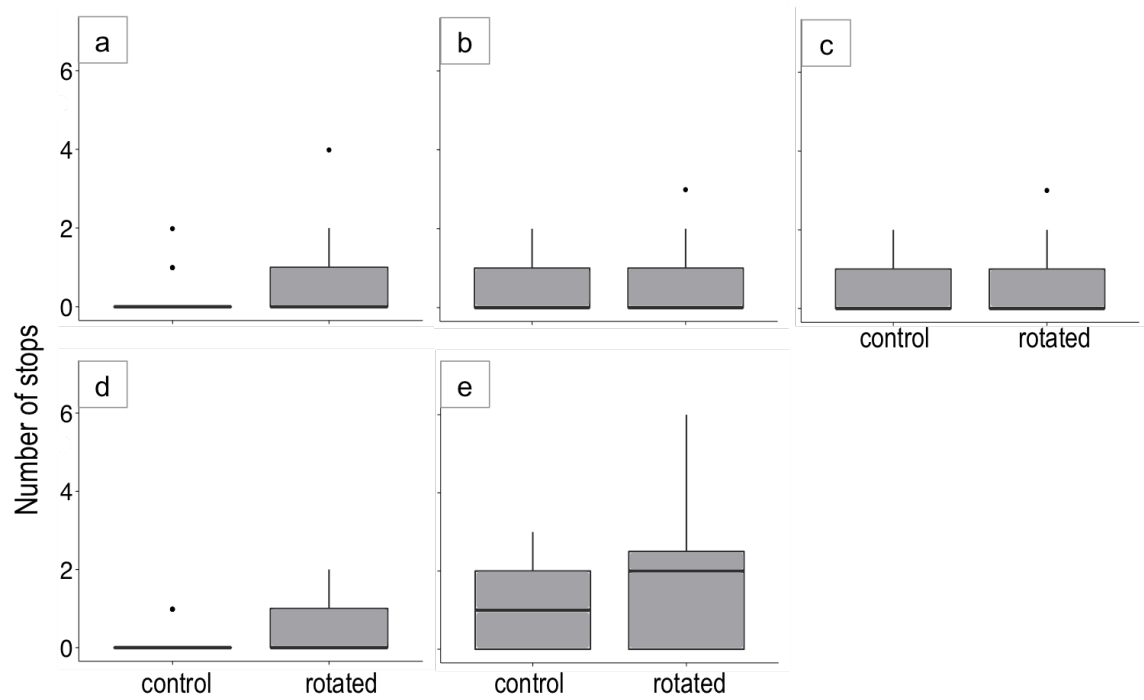 a
b
c
6
4
2
0
control
rotated
Number of stops
d
e
6
4
2
0
control
rotated
control
rotated